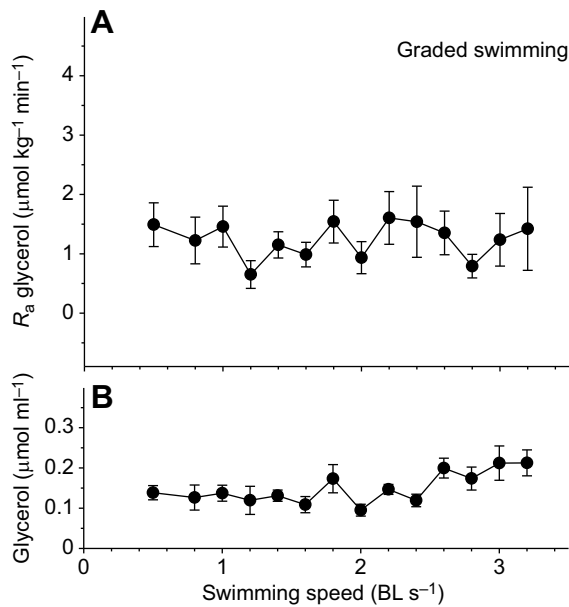 A
Graded swimming
Rₐ glycerol (μmol kg⁻¹ min⁻¹)
4
3
2
1
0
B
Glycerol (μmol ml⁻¹)
0.3
0.2
0.1
0
0
1
2
3
Swimming speed (BL s⁻¹)